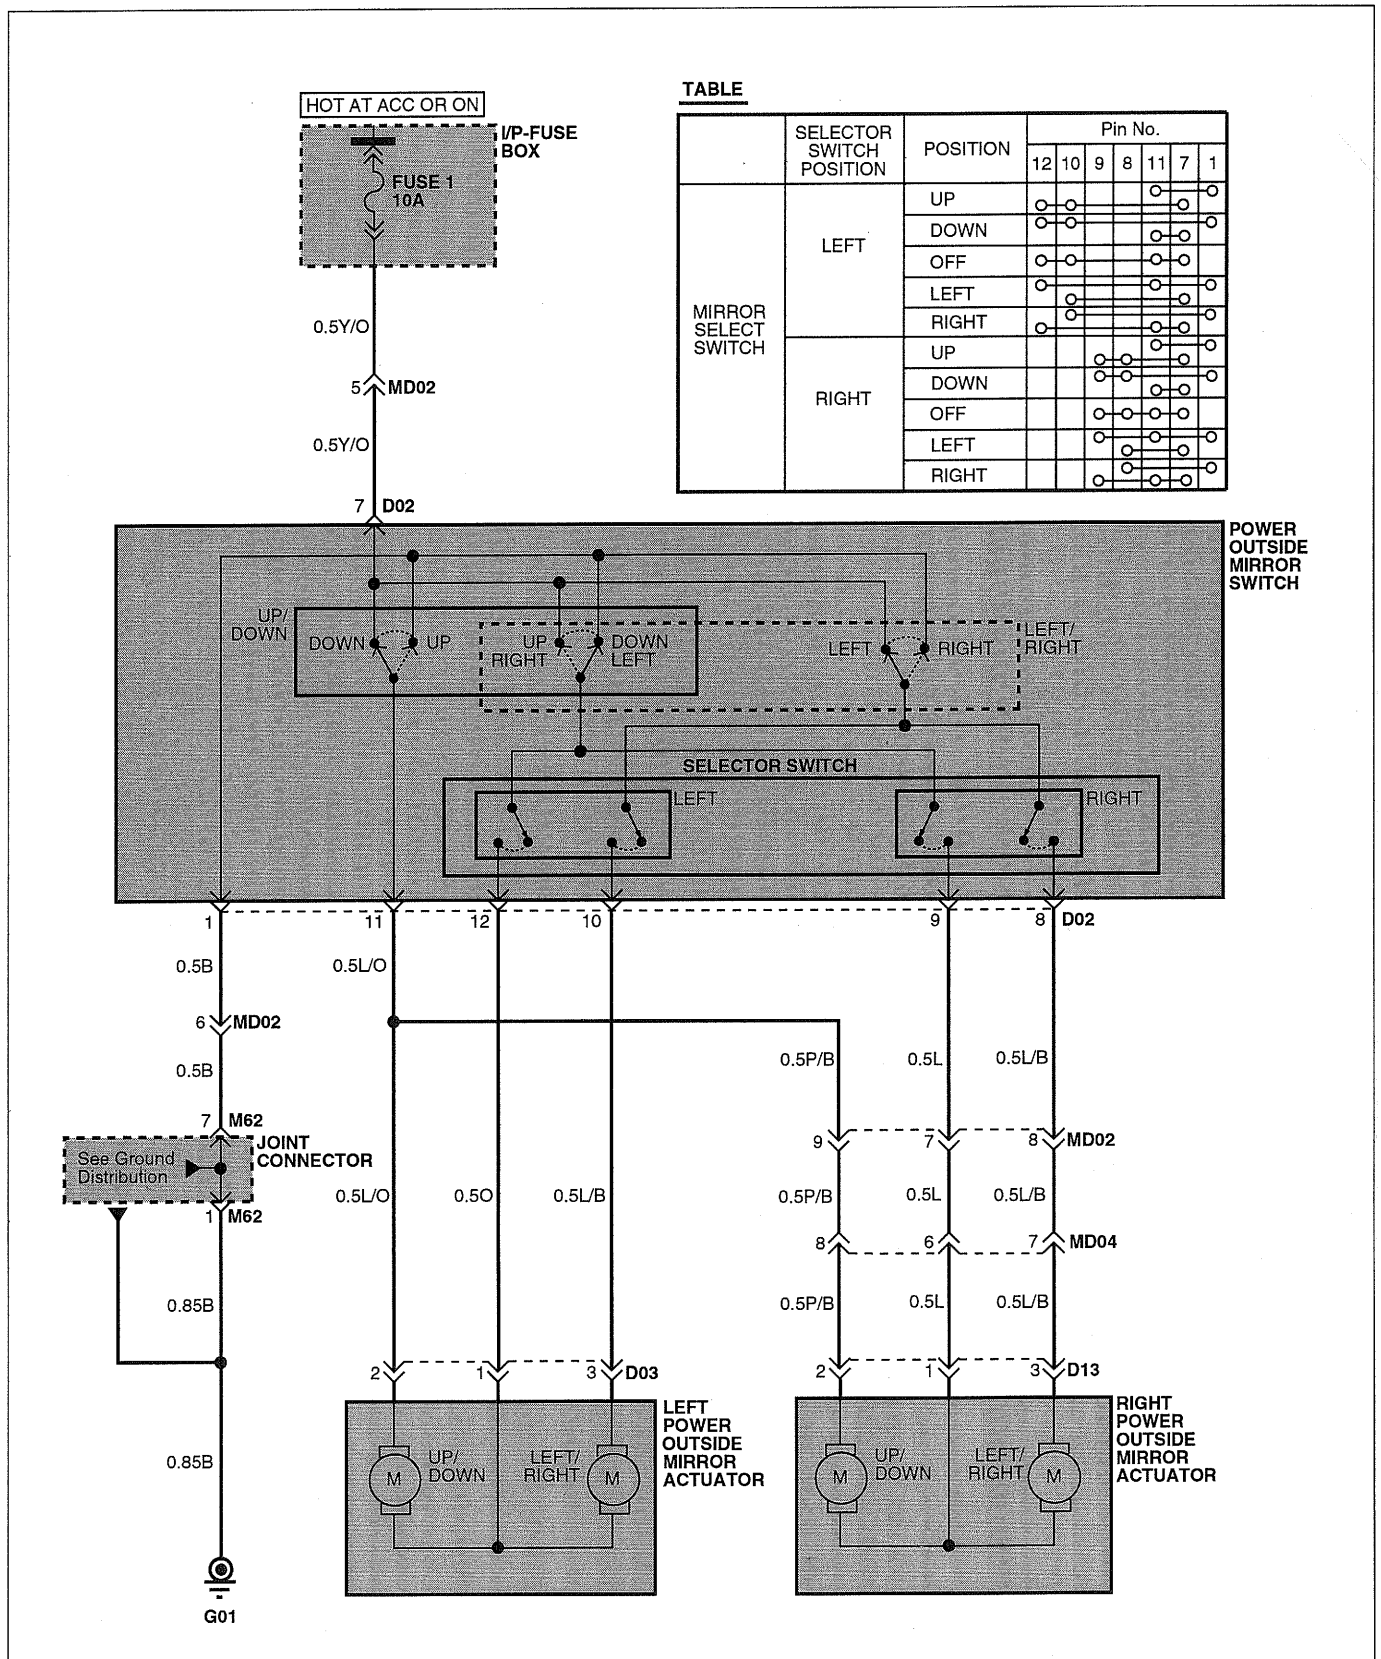 HOT AT ACC OR ON
I/P-FUSE
BOX
FUSE 1
10A
0.5Y/O
5 MD02
0.5Y/O
7 D02
TABLE
SELECTOR
SWITCH
POSITION
POSITION
Pin No.
12 10 9 8 11 7 1
MIRROR
SELECT
SWITCH
LEFT
UP
DOWN
OFF
LEFT
RIGHT
RIGHT
UP
DOWN
OFF
LEFT
RIGHT
POWER
OUTSIDE
MIRROR
SWITCH
UP/
DOWN
DOWN UP
UP
RIGHT
DOWN
LEFT
LEFT RIGHT
LEFT/
RIGHT
SELECTOR SWITCH
LEFT
RIGHT
1 11 12 10 9 8 D02
0.5B 0.5L/O
6 MD02
0.5B
0.5P/B 0.5L 0.5L/B
7 M62
JOINT
CONNECTOR
See Ground
Distribution
1 M62
9 7 8 MD02
0.5L/O 0.5O 0.5L/B 0.5P/B 0.5L 0.5L/B
8 6 7 MD04
0.85B
0.5P/B 0.5L 0.5L/B
2 1 3 D03
2 1 3 D13
LEFT
POWER
OUTSIDE
MIRROR
ACTUATOR
M
UP/
DOWN
LEFT/
RIGHT
M
RIGHT
POWER
OUTSIDE
MIRROR
ACTUATOR
M
UP/
DOWN
LEFT/
RIGHT
M
0.85B
G01